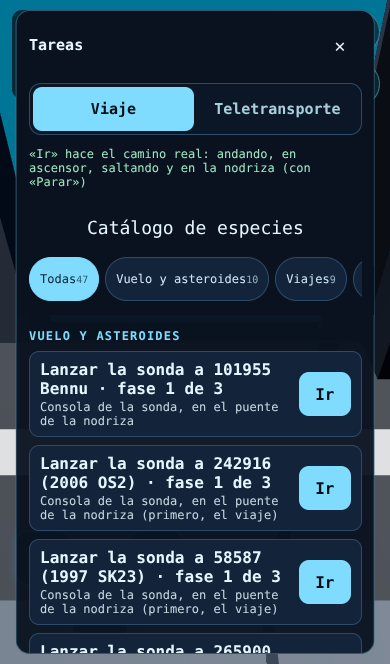 Tareas ✕
Viaje Teletransporte
«Ir» hace el camino real: andando, en
ascensor, saltando y en la nodriza (con
«Parar»)
Catálogo de especies
Todas47 Vuelo y asteroides10 Viajes9
VUELO Y ASTEROIDES
Lanzar la sonda a 101955
Bennu · fase 1 de 3
Consola de la sonda, en el puente
de la nodriza
Ir
Lanzar la sonda a 242916
(2006 OS2) · fase 1 de 3
Consola de la sonda, en el puente
de la nodriza (primero, el viaje)
Ir
Lanzar la sonda a 58587
(1997 SK23) · fase 1 de 3
Consola de la sonda, en el puente
de la nodriza (primero, el viaje)
Ir
Lanzar la sonda a 265900